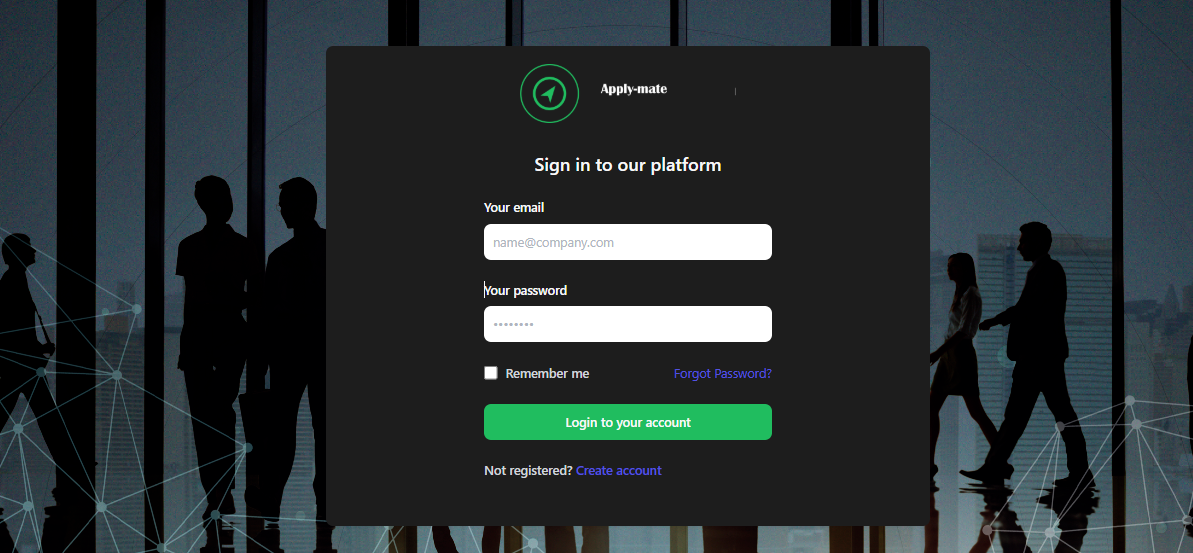 Apply-mate
Sign in to our platform
Your email
name@company.com
Your password
••••••••
Remember me
Forgot Password?
Login to your account
Not registered? Create account